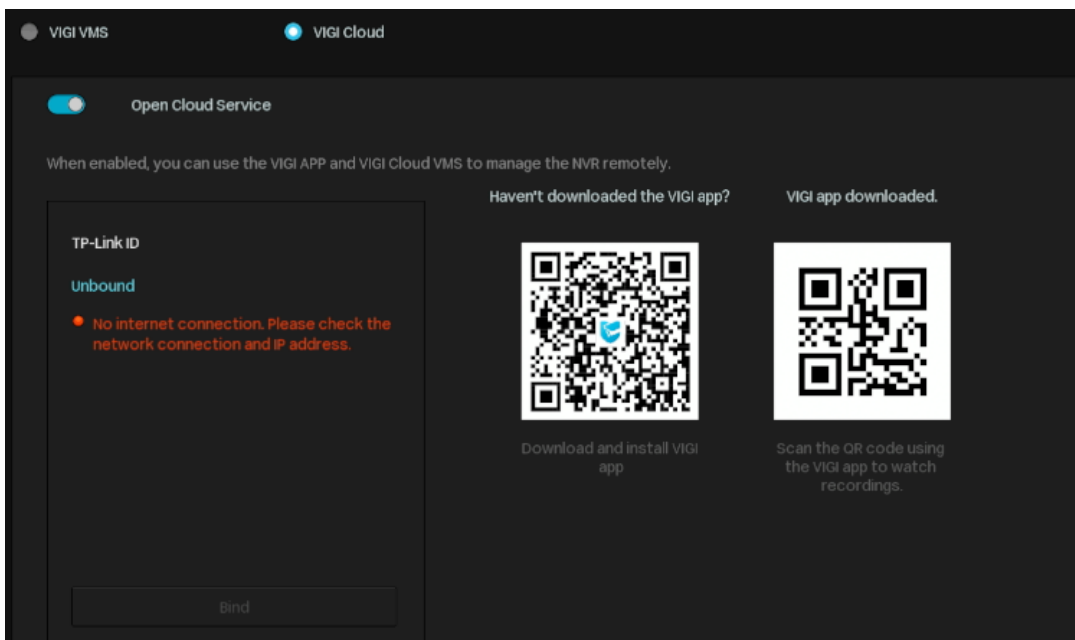 VIGI VMS
VIGI Cloud
Open Cloud Service
When enabled, you can use the VIGI APP and VIGI Cloud VMS to manage the NVR remotely.
TP-Link ID
Unbound
No internet connection. Please check the
network connection and IP address.
Bind
Haven't downloaded the VIGI app?
Download and install VIGI
app
VIGI app downloaded.
Scan the QR code using
the VIGI app to watch
recordings.